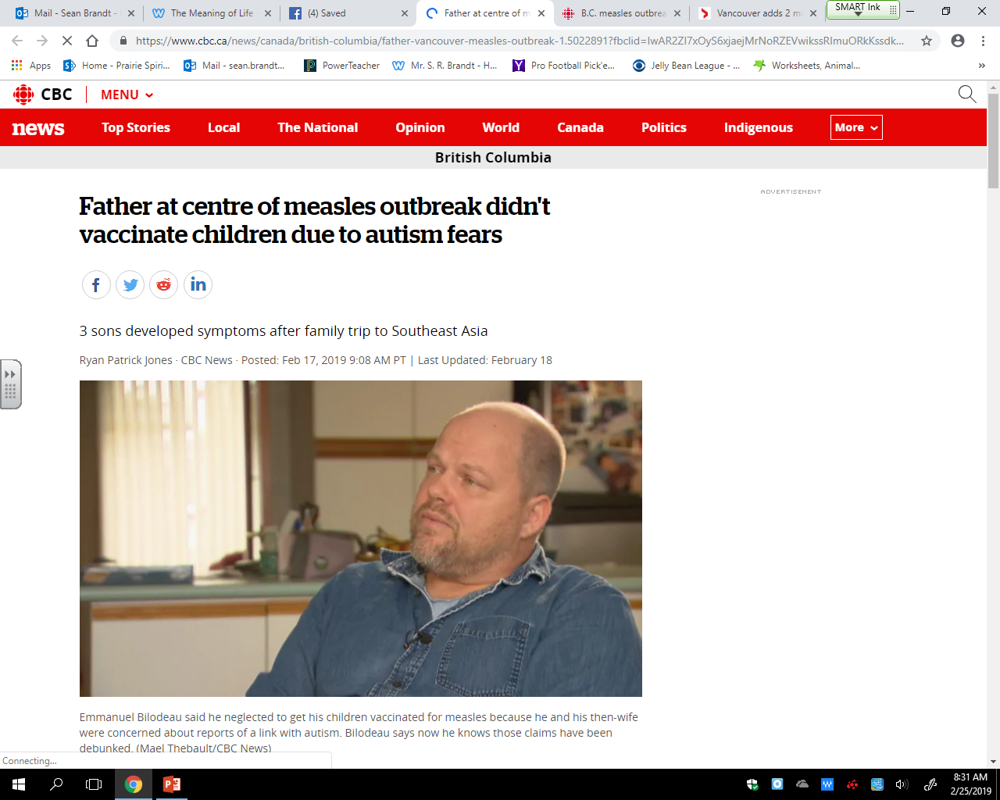 Mail - Sean Brandt -
The Meaning of Life
(4) Saved
Father at centre of m
B.C. measles outbrea
Vancouver adds 2 m
SMART Ink
https://www.cbc.ca/news/canada/british-columbia/father-vancouver-measles-outbreak-1.5022891?fbclid=IwAR2ZI7xOyS6xjaejMrNoRZEVwikssRImuORkKssdk...
Apps
Home - Prairie Spiri...
Mail - sean.brandt...
PowerTeacher
Mr. S. R. Brandt - H...
Pro Football Pick'e...
Jelly Bean League - ...
Worksheets, Animal...
»
CBC
MENU
news
Top Stories
Local
The National
Opinion
World
Canada
Politics
Indigenous
More
British Columbia
ADVERTISEMENT
Father at centre of measles outbreak didn't
vaccinate children due to autism fears
3 sons developed symptoms after family trip to Southeast Asia
Ryan Patrick Jones · CBC News · Posted: Feb 17, 2019 9:08 AM PT | Last Updated: February 18
Emmanuel Bilodeau said he neglected to get his children vaccinated for measles because he and his then-wife
were concerned about reports of a link with autism. Bilodeau says now he knows those claims have been
debunked. (Mael Thebault/CBC News)
Connecting...
8:31 AM
2/25/2019